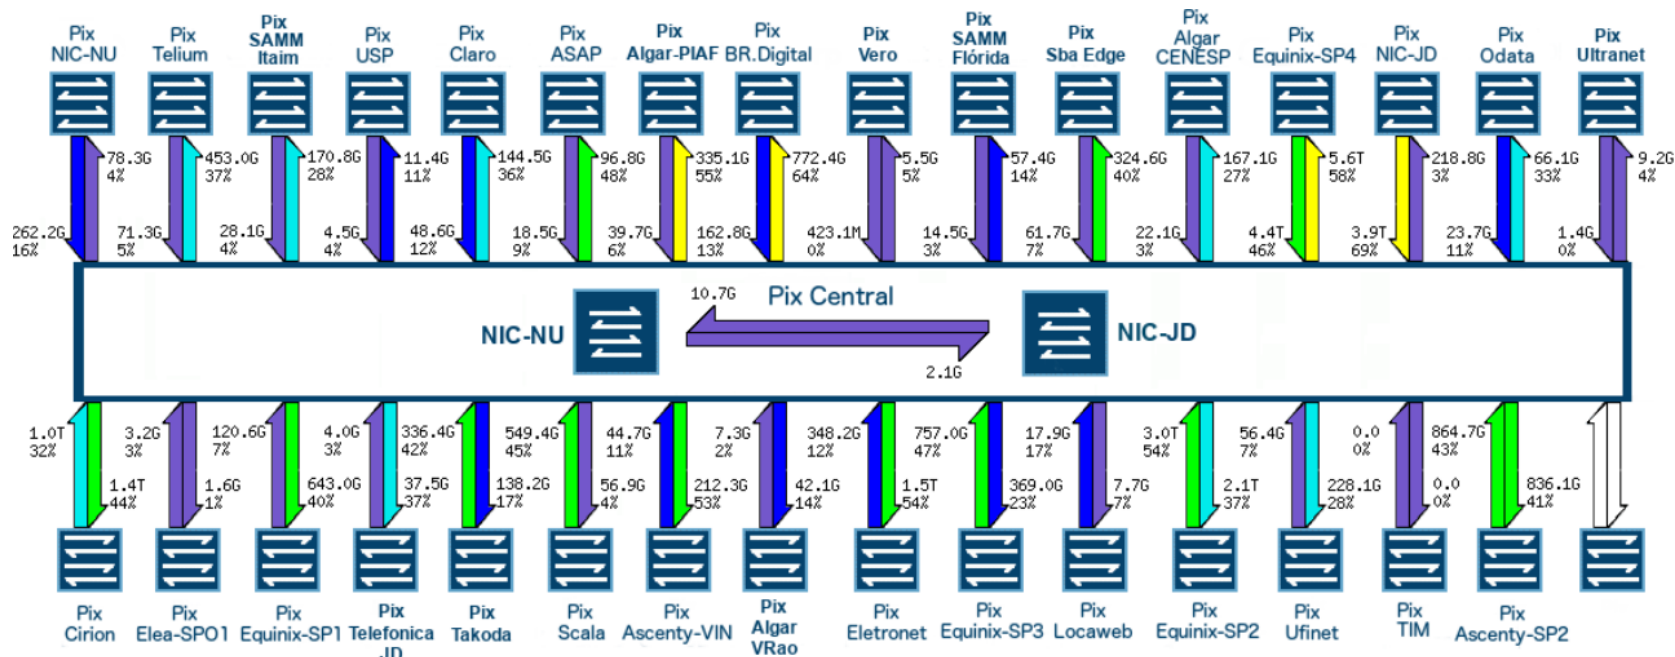 Pix
NIC-NU
Pix
Telium
Pix
SAMM
Itaim
Pix
USP
Pix
Claro
Pix
ASAP
Pix
Algar-PIAF
Pix
BR.Digital
Pix
Vero
Pix
SAMM
Flórida
Pix
Sba Edge
Pix
Algar
CENESP
Pix
Equinix-SP4
Pix
NIC-JD
Pix
Odata
Pix
Ultranet
78.3G
4%
453.0G
37%
170.8G
28%
11.4G
11%
144.5G
36%
96.8G
48%
335.1G
55%
772.4G
64%
5.5G
5%
57.4G
14%
324.6G
40%
167.1G
27%
5.6T
58%
218.8G
3%
66.1G
33%
9.2G
4%
262.2G
16%
71.3G
5%
28.1G
4%
4.5G
4%
48.6G
12%
18.5G
9%
39.7G
6%
162.8G
13%
423.1M
0%
14.5G
3%
61.7G
7%
22.1G
3%
4.4T
46%
3.9T
69%
23.7G
11%
1.4G
0%
Pix Central
10.7G
NIC-NU
NIC-JD
2.1G
1.0T
32%
3.2G
3%
120.6G
7%
4.0G
3%
336.4G
42%
549.4G
45%
44.7G
11%
7.3G
2%
348.2G
12%
757.0G
47%
17.9G
17%
3.0T
54%
56.4G
7%
0.0
0%
864.7G
43%
1.4T
44%
1.6G
1%
643.0G
40%
37.5G
37%
138.2G
17%
56.9G
4%
212.3G
53%
42.1G
14%
1.5T
54%
369.0G
23%
7.7G
7%
2.1T
37%
228.1G
28%
0.0
0%
836.1G
41%
Pix
Cirion
Pix
Elea-SPO1
Pix
Equinix-SP1
Pix
Telefonica
JD
Pix
Takoda
Pix
Scala
Pix
Ascenty-VIN
Pix
Algar
VRao
Pix
Eletronet
Pix
Equinix-SP3
Pix
Locaweb
Pix
Equinix-SP2
Pix
Ufinet
Pix
TIM
Pix
Ascenty-SP2